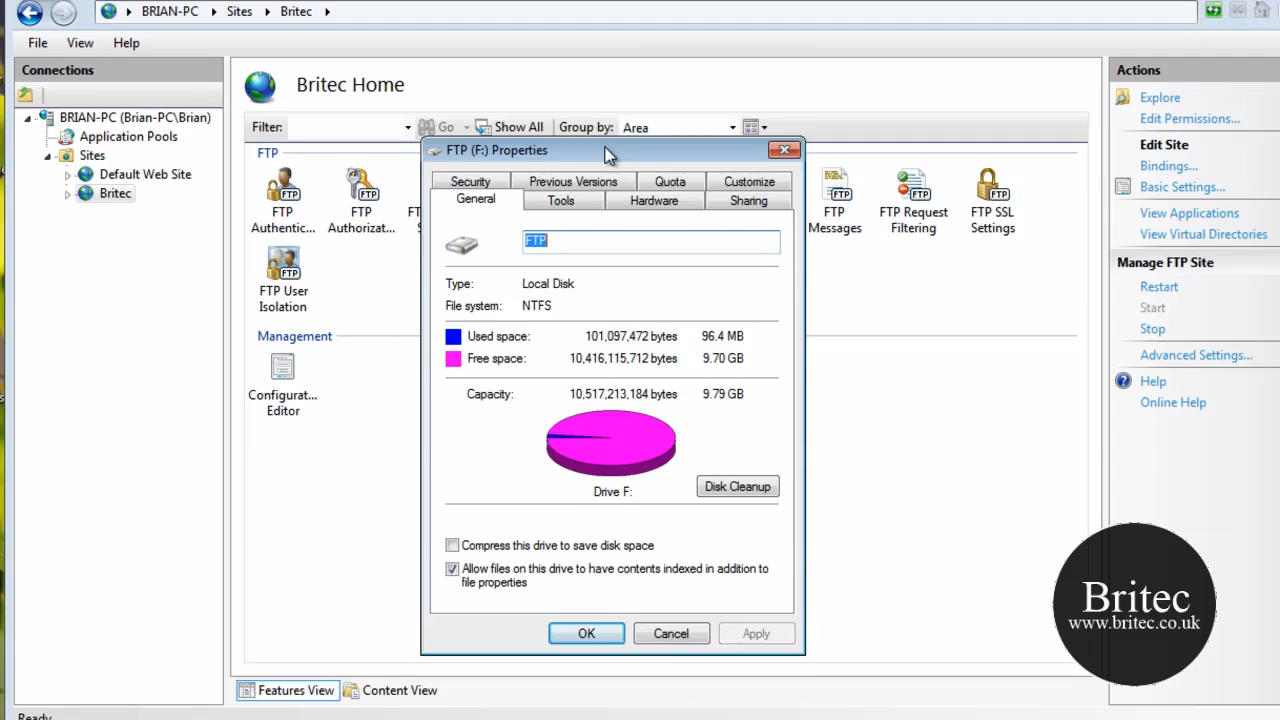 BRIAN-PC Sites Britec
File View Help
Connections
BRIAN-PC (Brian-PC\Brian)
Application Pools
Sites
Default Web Site
Britec
Britec Home
Filter: Go Show All Group by: Area
FTP
FTP Authentic...
FTP Authorizat...
FTP Messages
FTP Request Filtering
FTP SSL Settings
FTP User Isolation
Management
Configurat... Editor
FTP (F:) Properties
Security Previous Versions Quota Customize
General Tools Hardware Sharing
FTP
Type: Local Disk
File system: NTFS
Used space: 101,097,472 bytes 96.4 MB
Free space: 10,416,115,712 bytes 9.70 GB
Capacity: 10,517,213,184 bytes 9.79 GB
Drive F:
Disk Cleanup
Compress this drive to save disk space
Allow files on this drive to have contents indexed in addition to
file properties
OK Cancel Apply
Features View Content View
Actions
Explore
Edit Permissions...
Edit Site
Bindings...
Basic Settings...
View Applications
View Virtual Directories
Manage FTP Site
Restart
Start
Stop
Advanced Settings...
Help
Online Help
Britec
www.britec.co.uk
Ready